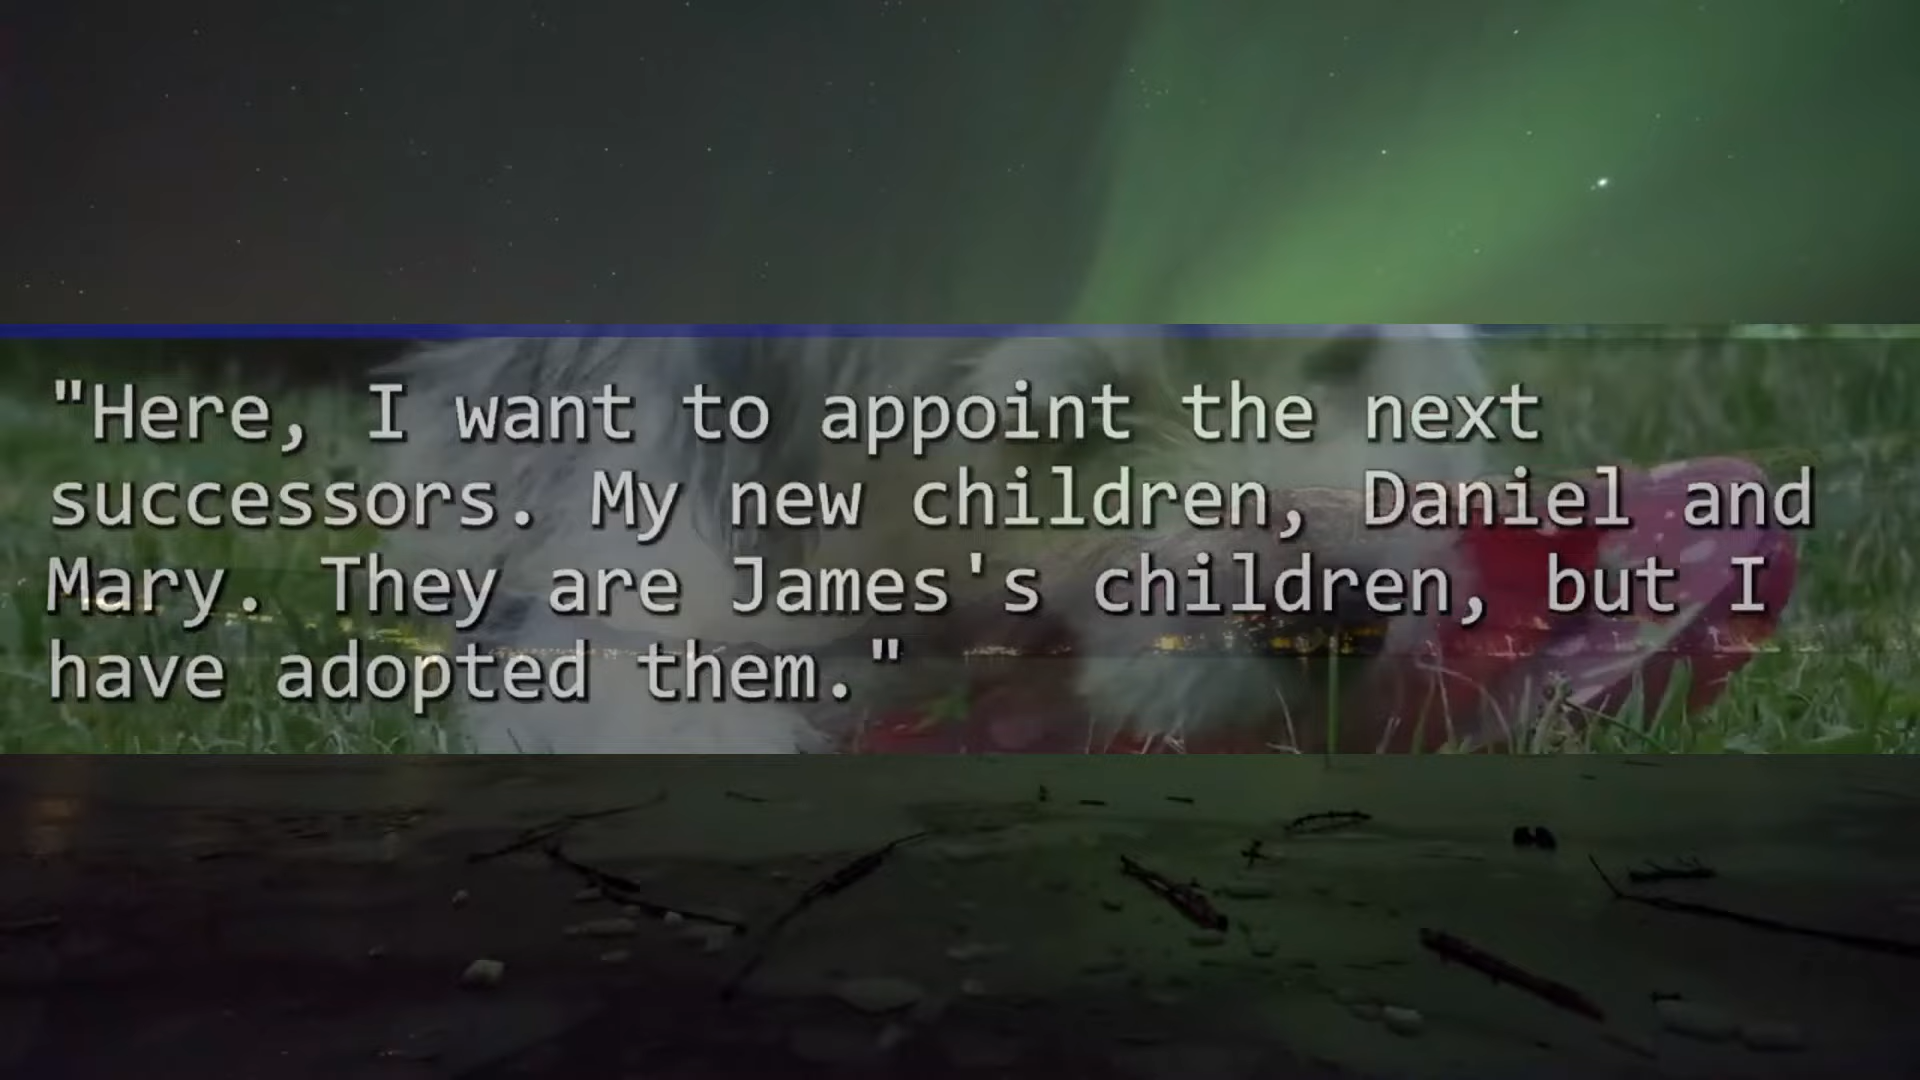 "Here, I want to appoint the next
successors. My new children, Daniel and
Mary. They are James's children, but I
have adopted them."